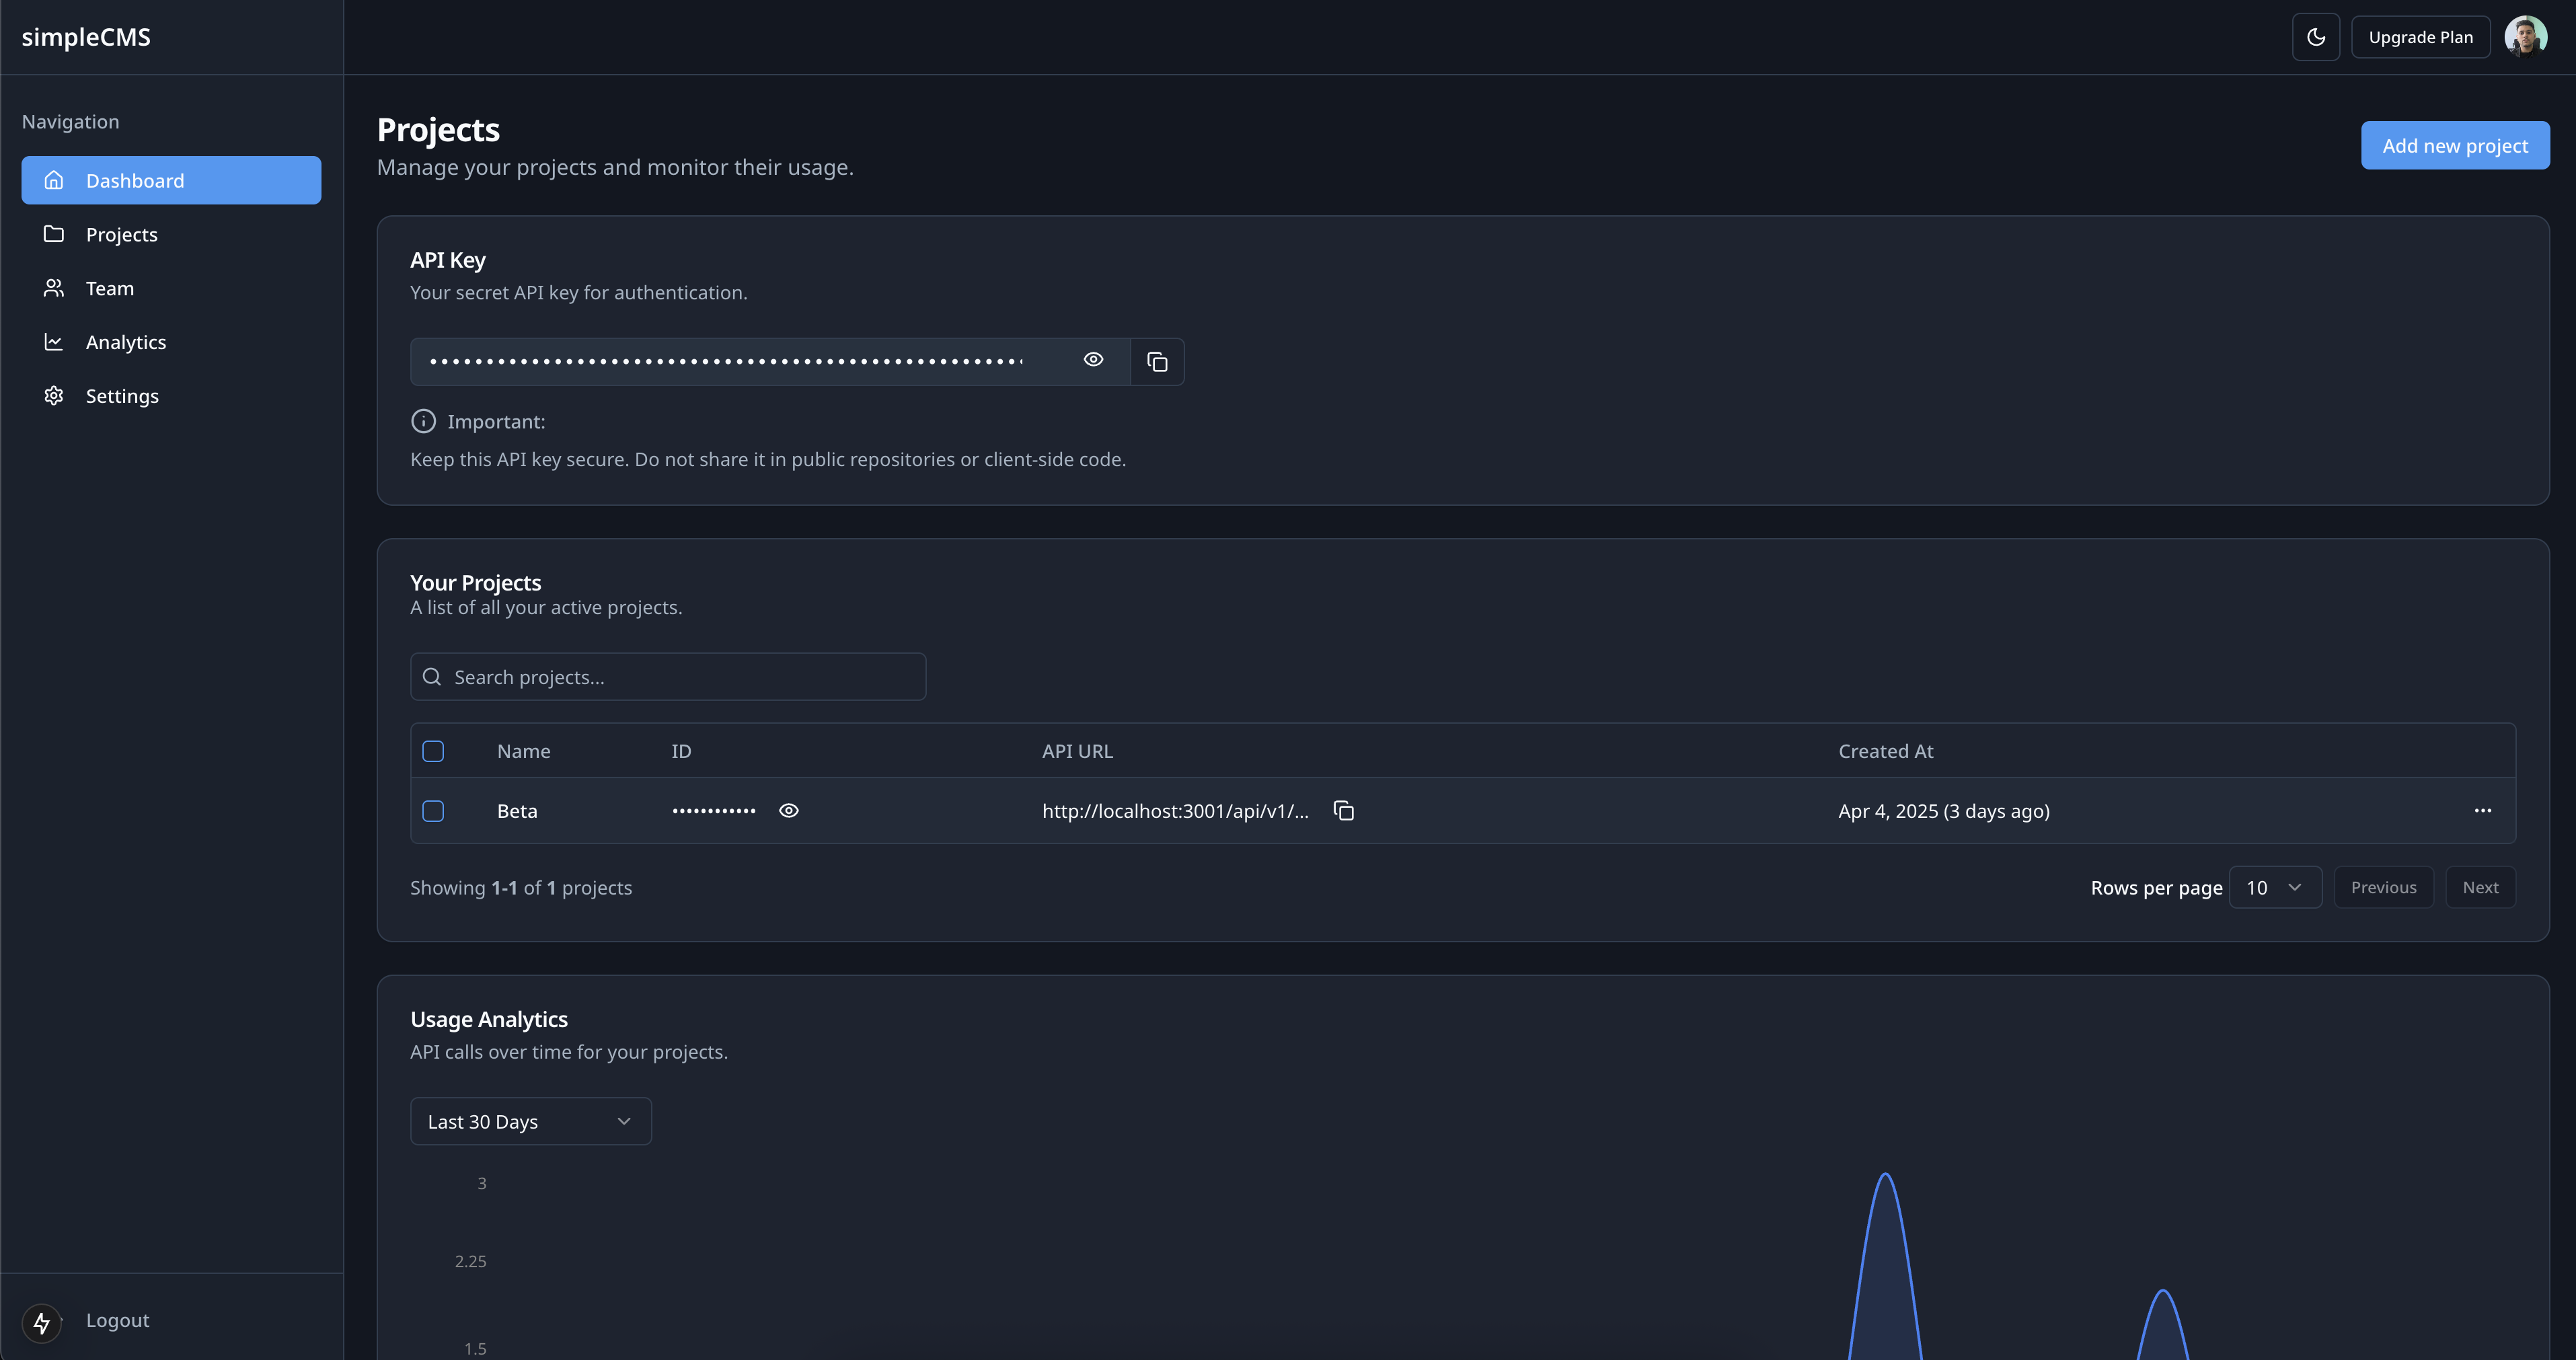 simpleCMS
Upgrade Plan
Navigation
Dashboard
Projects
Team
Analytics
Settings
Logout
Projects
Manage your projects and monitor their usage.
Add new project
API Key
Your secret API key for authentication.
Important:
Keep this API key secure. Do not share it in public repositories or client-side code.
Your Projects
A list of all your active projects.
Search projects...
Name ID API URL Created At
Beta •••••••••••• http://localhost:3001/api/v1/... Apr 4, 2025 (3 days ago)
Showing 1-1 of 1 projects
Rows per page 10 Previous Next
Usage Analytics
API calls over time for your projects.
Last 30 Days
3
2.25
1.5